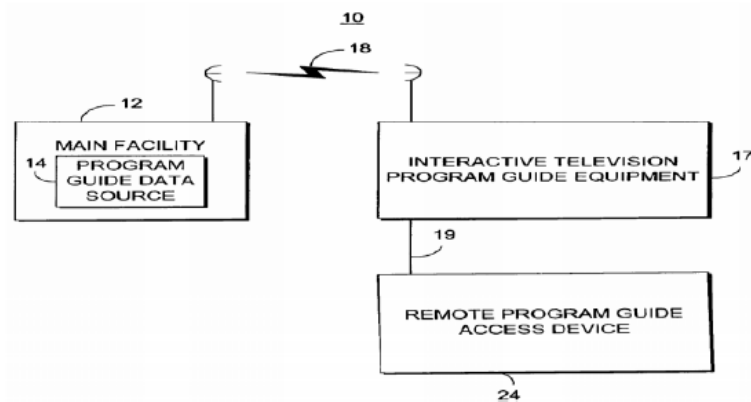 10
18
12
MAIN FACILITY
14
PROGRAM
GUIDE DATA
SOURCE
INTERACTIVE TELEVISION
PROGRAM GUIDE EQUIPMENT
17
19
REMOTE PROGRAM GUIDE
ACCESS DEVICE
24